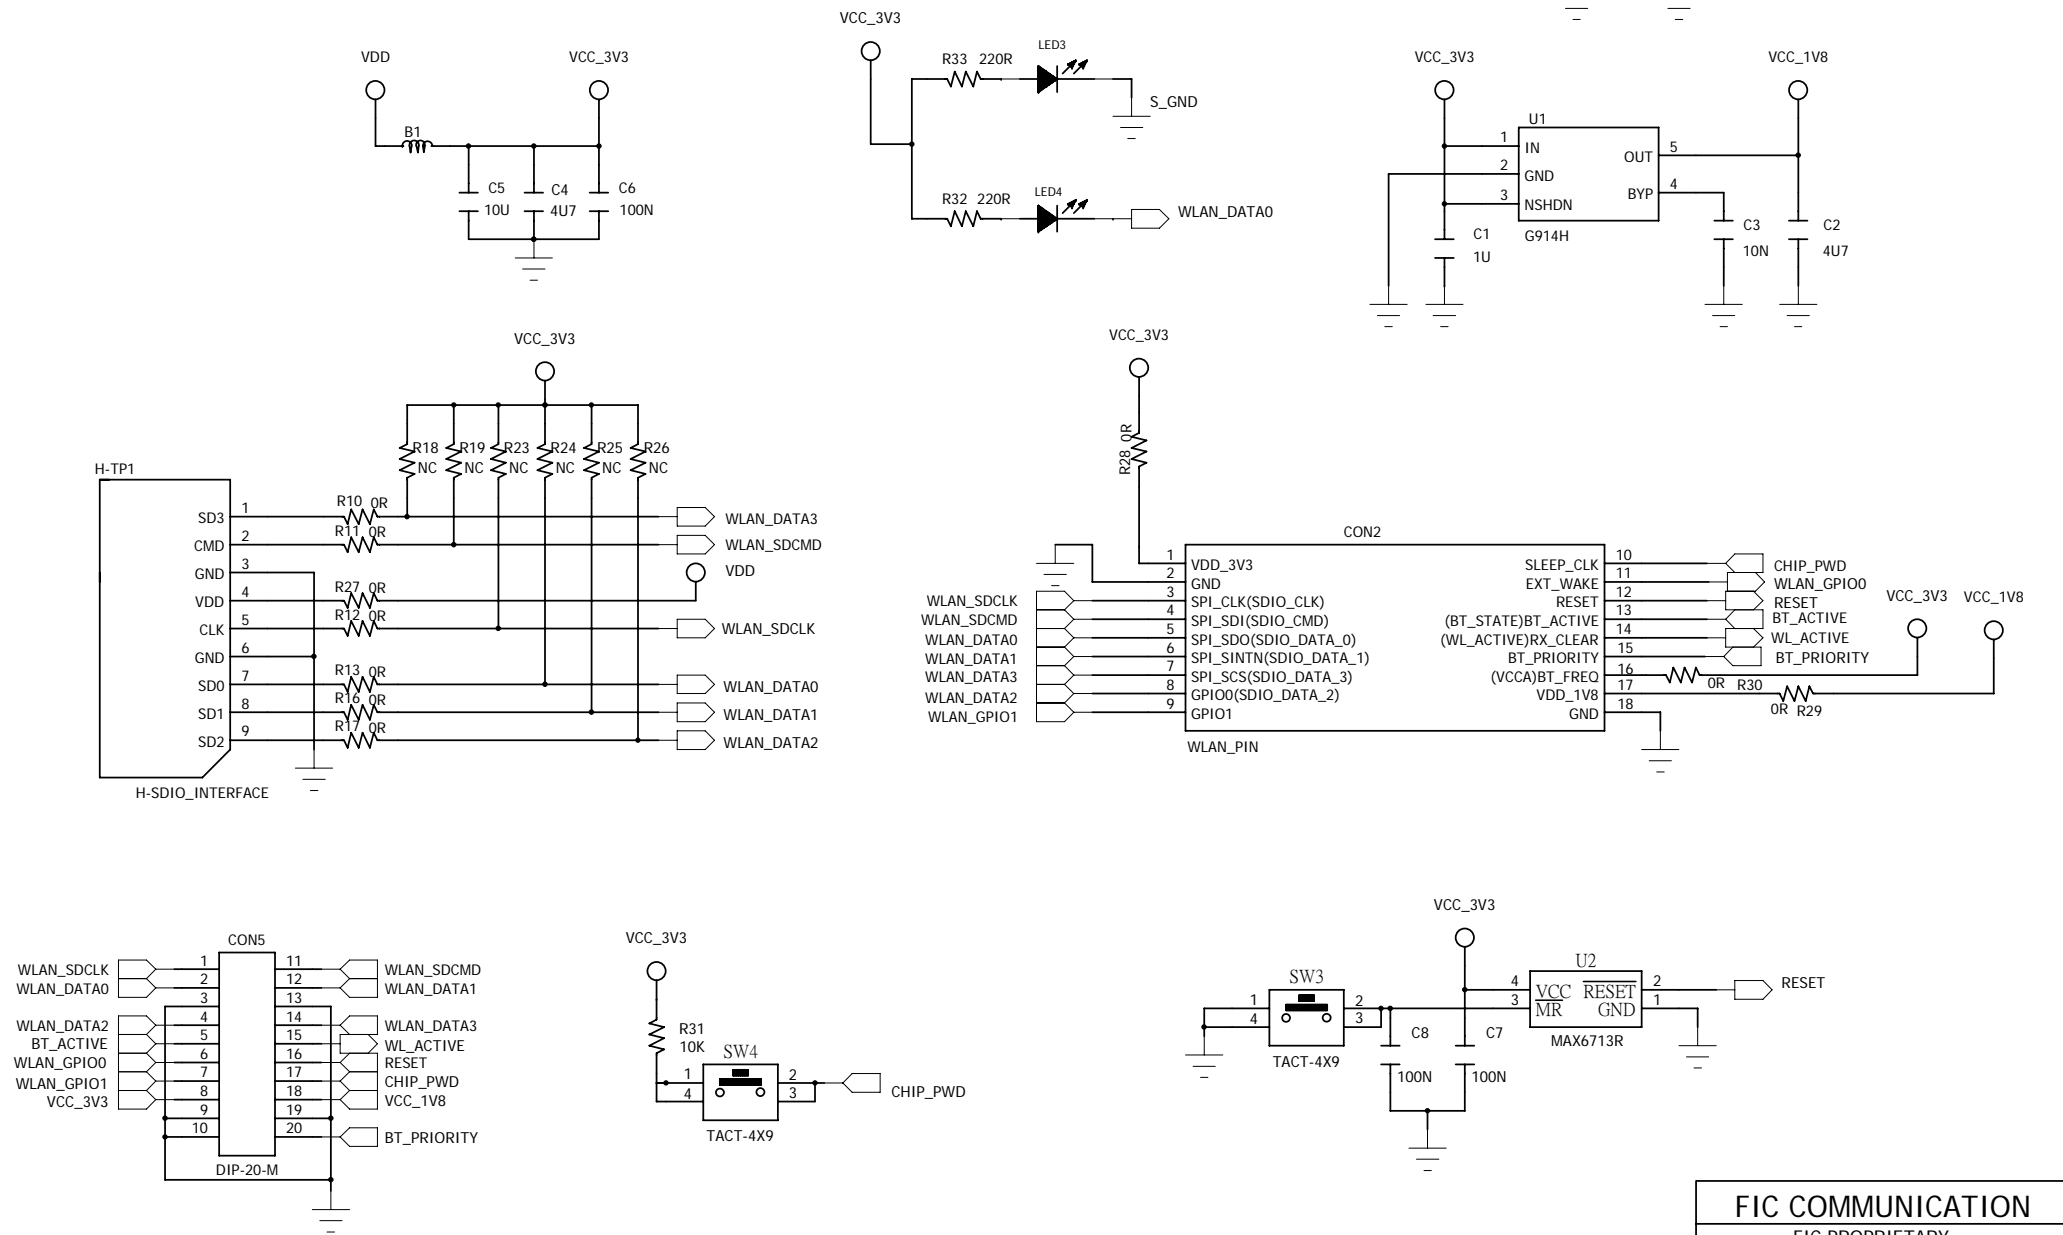 VDD
VCC_3V3
B1
C5
10U
C4
4U7
C6
100N
VCC_3V3
R33 220R
LED3
S_GND
R32 220R
LED4
WLAN_DATA0
VCC_3V3
VCC_1V8
U1
1 IN
2 GND
3 NSHDN
OUT 5
BYP 4
G914H
C1
1U
C3
10N
C2
4U7
VCC_3V3
R18 NC
R19 NC
R23 NC
R24 NC
R25 NC
R26 NC
H-TP1
SD3 1 R10 0R WLAN_DATA3
CMD 2 R11 0R WLAN_SDCMD
GND 3
VDD 4 R27 0R VDD
CLK 5 R12 0R WLAN_SDCLK
GND 6
SD0 7 R13 0R WLAN_DATA0
SD1 8 R16 0R WLAN_DATA1
SD2 9 R17 0R WLAN_DATA2
H-SDIO_INTERFACE
VCC_3V3
R28 0R
CON2
1 VDD_3V3
2 GND
WLAN_SDCLK 3 SPI_CLK(SDIO_CLK)
WLAN_SDCMD 4 SPI_SDI(SDIO_CMD)
WLAN_DATA0 5 SPI_SDO(SDIO_DATA_0)
WLAN_DATA1 6 SPI_SINTN(SDIO_DATA_1)
WLAN_DATA3 7 SPI_SCS(SDIO_DATA_3)
WLAN_DATA2 8 GPIO0(SDIO_DATA_2)
WLAN_GPIO1 9 GPIO1
SLEEP_CLK 10 CHIP_PWD
EXT_WAKE 11 WLAN_GPIO0
RESET 12 RESET
(BT_STATE)BT_ACTIVE 13 BT_ACTIVE
(WL_ACTIVE)RX_CLEAR 14 WL_ACTIVE
BT_PRIORITY 15 BT_PRIORITY
(VCCA)BT_FREQ 16 0R R30 VCC_3V3
VDD_1V8 17 0R R29 VCC_1V8
GND 18
WLAN_PIN
CON5
WLAN_SDCLK 1 11 WLAN_SDCMD
WLAN_DATA0 2 12 WLAN_DATA1
3 13
WLAN_DATA2 4 14 WLAN_DATA3
BT_ACTIVE 5 15 WL_ACTIVE
WLAN_GPIO0 6 16 RESET
WLAN_GPIO1 7 17 CHIP_PWD
VCC_3V3 8 18 VCC_1V8
9 19
10 20 BT_PRIORITY
DIP-20-M
VCC_3V3
R31
10K
SW4
1 2
4 3
CHIP_PWD
TACT-4X9
SW3
1 2
4 3
TACT-4X9
VCC_3V3
C8
100N
C7
100N
U2
4 VCC RESET 2 RESET
3 MR GND 1
MAX6713R
FIC COMMUNICATION
FIC PROPRIETARY